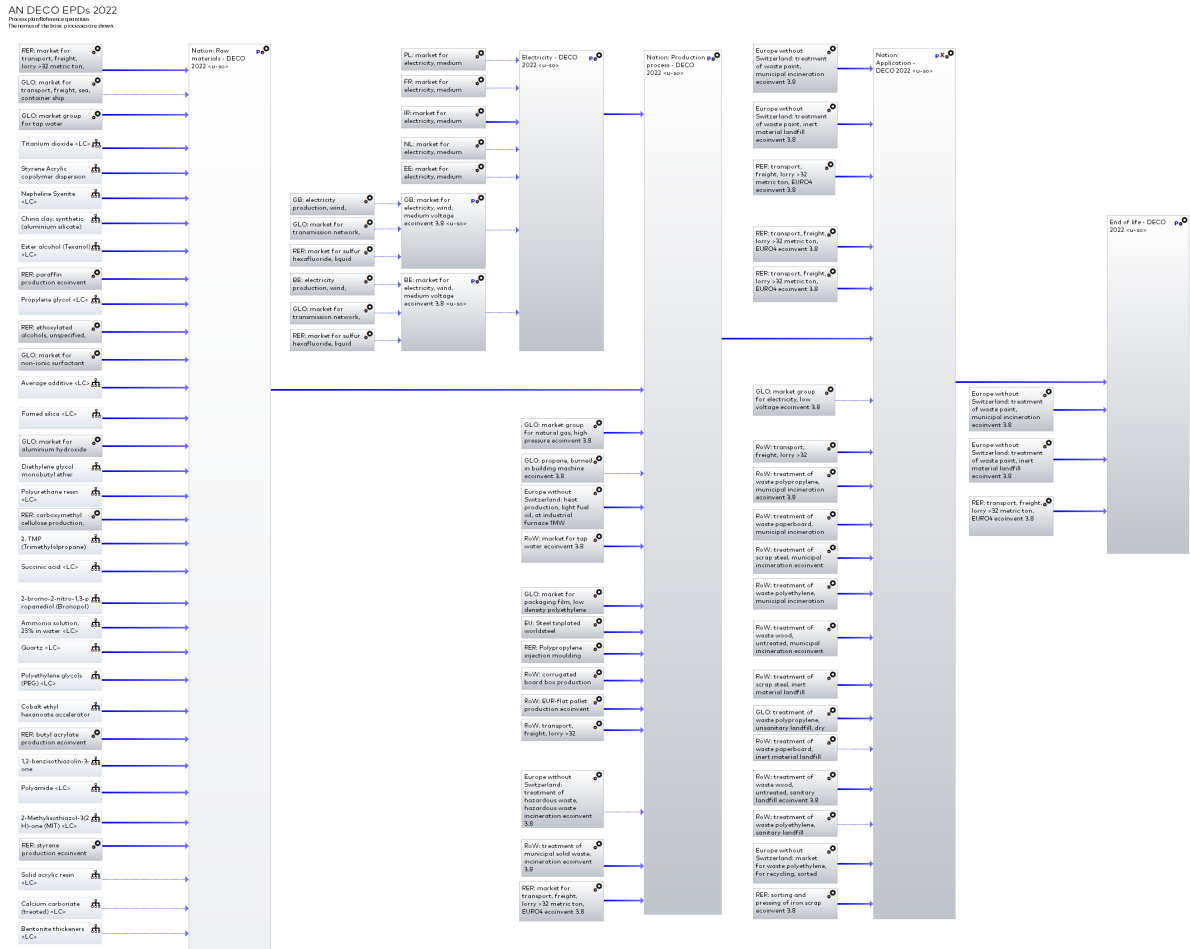 AN DECO EPDs 2022
Process plan:Reference quantities
The names of the basic processes are shown.
RER: market for
transport, freight,
lorry >32 metric ton,
GLO: market for
transport, freight, sea,
container ship
GLO: market group
for tap water
Titanium dioxide <LC>
Styrene Acrylic
copolymer dispersion
Nepheline Syenite
<LC>
China clay, synthetic
(aluminium silicate)
Ester alcohol (Texanol)
<LC>
RER: paraffin
production ecoinvent
Propylene glycol <LC>
RER: ethoxylated
alcohols, unspecified,
GLO: market for
non-ionic surfactant
Average additive <LC>
Fumed silica <LC>
GLO: market for
aluminium hydroxide
Diethylene glycol
monobutyl ether
Polyurethane resin
<LC>
RER: carboxymethyl
cellulose production,
2. TMP
(Trimethylolpropane)
Succinic acid <LC>
2-bromo-2-nitro-1,3-p
ropanediol (Bronopol)
Ammonia solution,
25% in water <LC>
Quartz <LC>
Polyethylene glycols
(PEG) <LC>
Cobalt ethyl
hexanoate accelerator
RER: butyl acrylate
production ecoinvent
1,2-benzisothiazolin-3-
one
Polyamide <LC>
2-Methylisothiazol-3(2
H)-one (MIT) <LC>
RER: styrene
production ecoinvent
Solid acrylic resin
<LC>
Calcium carbonate
(treated) <LC>
Bentonite thickeners
<LC>
Nation: Raw
materials - DECO
2022 <u-so>
GB: electricity
production, wind,
GLO: market for
transmission network,
RER: market for sulfur
hexafluoride, liquid
BE: electricity
production, wind,
GLO: market for
transmission network,
RER: market for sulfur
hexafluoride, liquid
PL: market for
electricity, medium
FR: market for
electricity, medium
IR: market for
electricity, medium
NL: market for
electricity, medium
EE: market for
electricity, medium
GB: market for
electricity, wind,
medium voltage
ecoinvent 3.8 <u-so>
BE: market for
electricity, wind,
medium voltage
ecoinvent 3.8 <u-so>
Electricity - DECO
2022 <u-so>
GLO: market group
for natural gas, high
pressure ecoinvent 3.8
GLO: propane, burned
in building machine
ecoinvent 3.8
Europe without
Switzerland: heat
production, light fuel
oil, at industrial
furnace 1MW
RoW: market for tap
water ecoinvent 3.8
GLO: market for
packaging film, low
density polyethylene
EU: Steel tinplated
worldsteel
RER: Polypropylene
injection moulding
RoW: corrugated
board box production
RoW: EUR-flat pallet
production ecoinvent
RoW: transport,
freight, lorry >32
Europe without
Switzerland:
treatment of
hazardous waste,
hazardous waste
incineration ecoinvent
3.8
RoW: treatment of
municipal solid waste,
incineration ecoinvent
3.8
RER: market for
transport, freight,
lorry >32 metric ton,
EURO4 ecoinvent 3.8
Nation: Production
process - DECO
2022 <u-so>
Europe without
Switzerland: treatment
of waste paint,
municipal incineration
ecoinvent 3.8
Europe without
Switzerland: treatment
of waste paint, inert
material landfill
ecoinvent 3.8
RER: transport,
freight, lorry >32
metric ton, EURO4
ecoinvent 3.8
RER: transport, freight,
lorry >32 metric ton,
EURO4 ecoinvent 3.8
RER: transport, freight,
lorry >32 metric ton,
EURO4 ecoinvent 3.8
GLO: market group
for electricity, low
voltage ecoinvent 3.8
RoW: transport,
freight, lorry >32
RoW: treatment of
waste polypropylene,
municipal incineration
ecoinvent 3.8
RoW: treatment of
waste paperboard,
municipal incineration
RoW: treatment of
scrap steel, municipal
incineration ecoinvent
RoW: treatment of
waste polyethylene,
municipal incineration
RoW: treatment of
waste wood,
untreated, municipal
incineration ecoinvent
RoW: treatment of
scrap steel, inert
material landfill
GLO: treatment of
waste polypropylene,
unsanitary landfill, dry
RoW: treatment of
waste paperboard,
inert material landfill
RoW: treatment of
waste wood,
untreated, sanitary
landfill ecoinvent 3.8
RoW: treatment of
waste polyethylene,
sanitary landfill
Europe without
Switzerland: market
for waste polyethylene,
for recycling, sorted
RER: sorting and
pressing of iron scrap
ecoinvent 3.8
Nation:
Application -
DECO 2022 <u-so>
Europe without
Switzerland: treatment
of waste paint,
municipal incineration
ecoinvent 3.8
Europe without
Switzerland: treatment
of waste paint, inert
material landfill
ecoinvent 3.8
RER: transport, freight,
lorry >32 metric ton,
EURO4 ecoinvent 3.8
End of life - DECO
2022 <u-so>